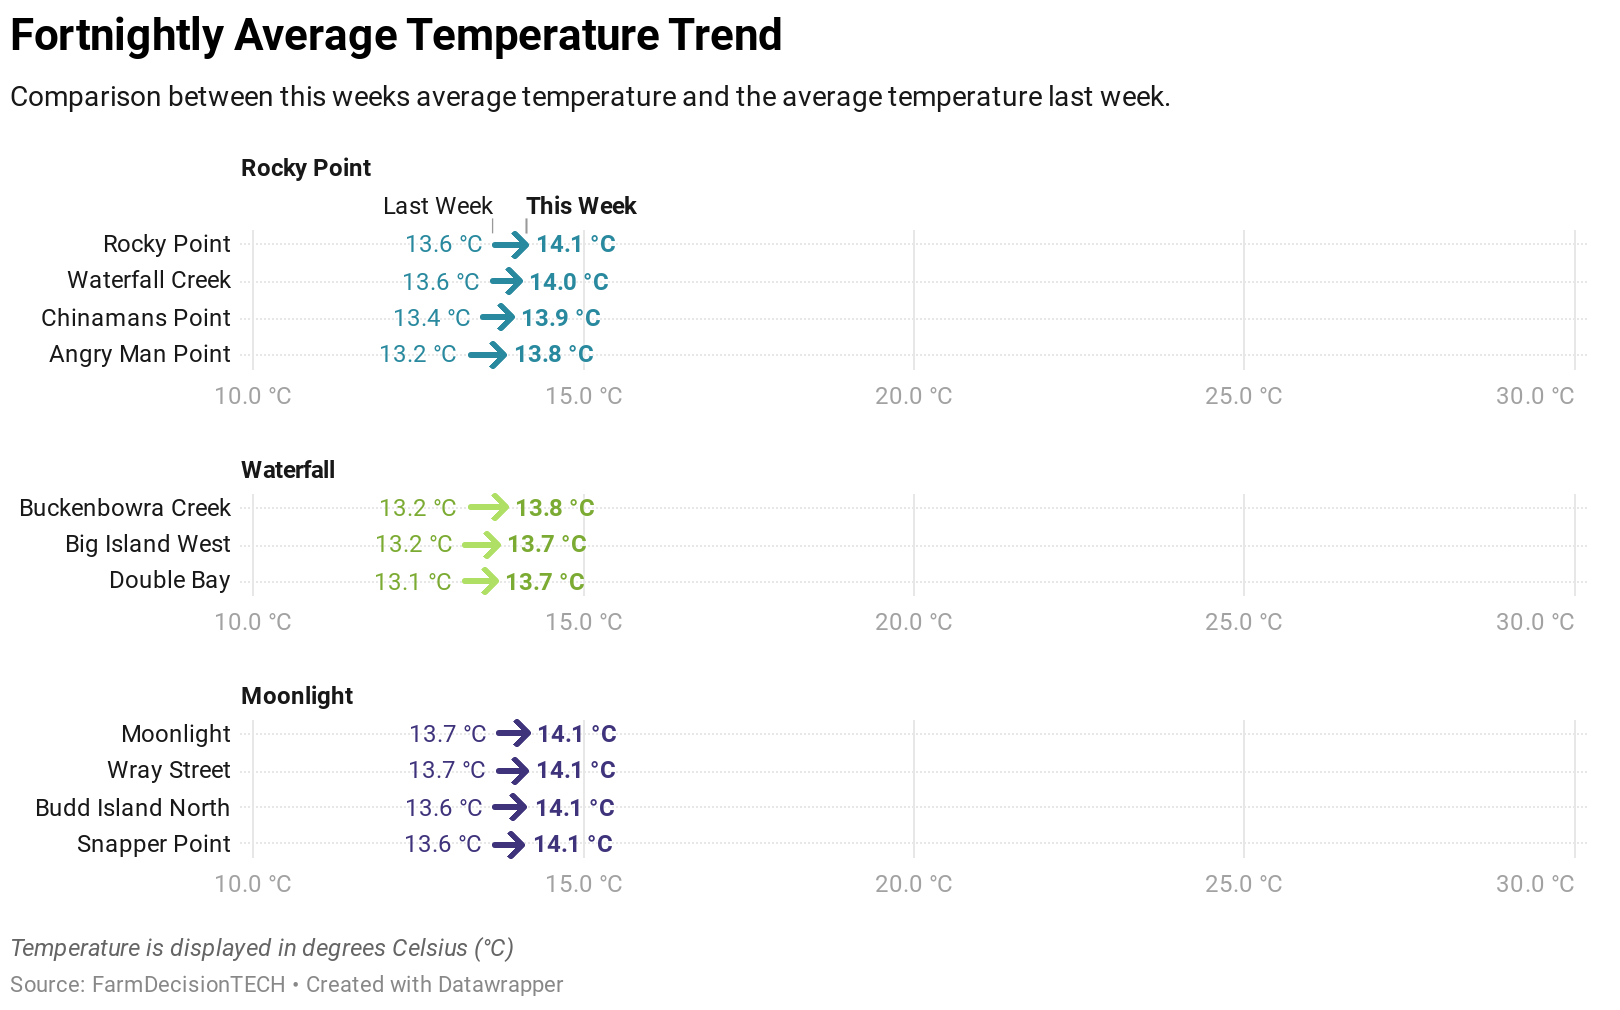 Fortnightly Average Temperature Trend
Comparison between this weeks average temperature and the average temperature last week.
Rocky Point
Last Week This Week
Rocky Point 13.6 °C 14.1 °C
Waterfall Creek 13.6 °C 14.0 °C
Chinamans Point 13.4 °C 13.9 °C
Angry Man Point 13.2 °C 13.8 °C
10.0 °C 15.0 °C 20.0 °C 25.0 °C 30.0 °C
Waterfall
Buckenbowra Creek 13.2 °C 13.8 °C
Big Island West 13.2 °C 13.7 °C
Double Bay 13.1 °C 13.7 °C
10.0 °C 15.0 °C 20.0 °C 25.0 °C 30.0 °C
Moonlight
Moonlight 13.7 °C 14.1 °C
Wray Street 13.7 °C 14.1 °C
Budd Island North 13.6 °C 14.1 °C
Snapper Point 13.6 °C 14.1 °C
10.0 °C 15.0 °C 20.0 °C 25.0 °C 30.0 °C
Temperature is displayed in degrees Celsius (°C)
Source: FarmDecisionTECH • Created with Datawrapper